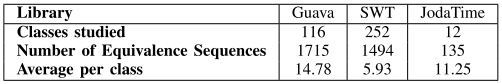 Library Guava SWT JodaTime
Classes studied 116 252 12
Number of Equivalence Sequences 1715 1494 135
Average per class 14.78 5.93 11.25